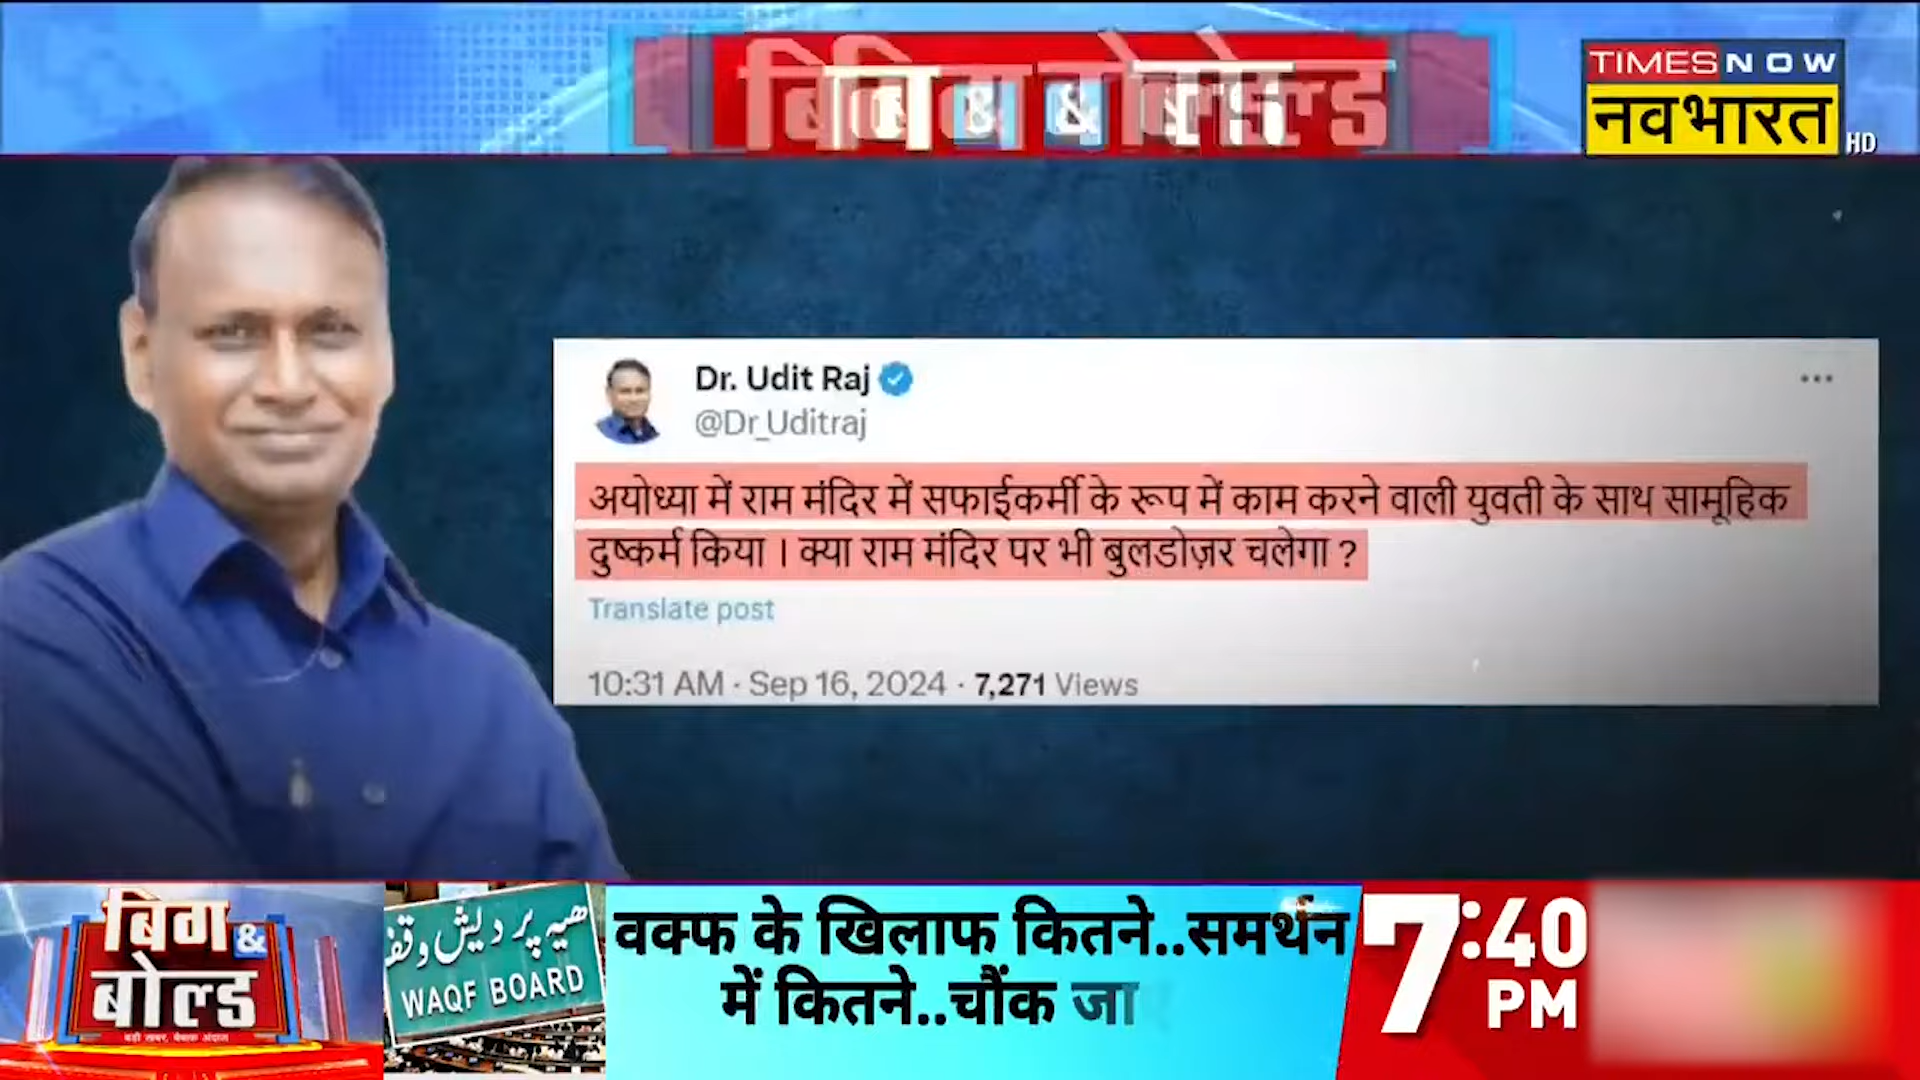 बिग & बोल्ड
TIMES NOW
नवभारत
HD
Dr. Udit Raj
@Dr_Uditraj
अयोध्या में राम मंदिर में सफाईकर्मी के रूप में काम करने वाली युवती के साथ सामूहिक
दुष्कर्म किया । क्या राम मंदिर पर भी बुलडोज़र चलेगा ?
Translate post
10:31 AM · Sep 16, 2024 · 7,271 Views
बिग &
बोल्ड
बड़ी खबर, बेबाक अंदाज
WAQF BOARD
वक्फ के खिलाफ कितने..समर्थन
में कितने..चौंक जा
7:40
PM